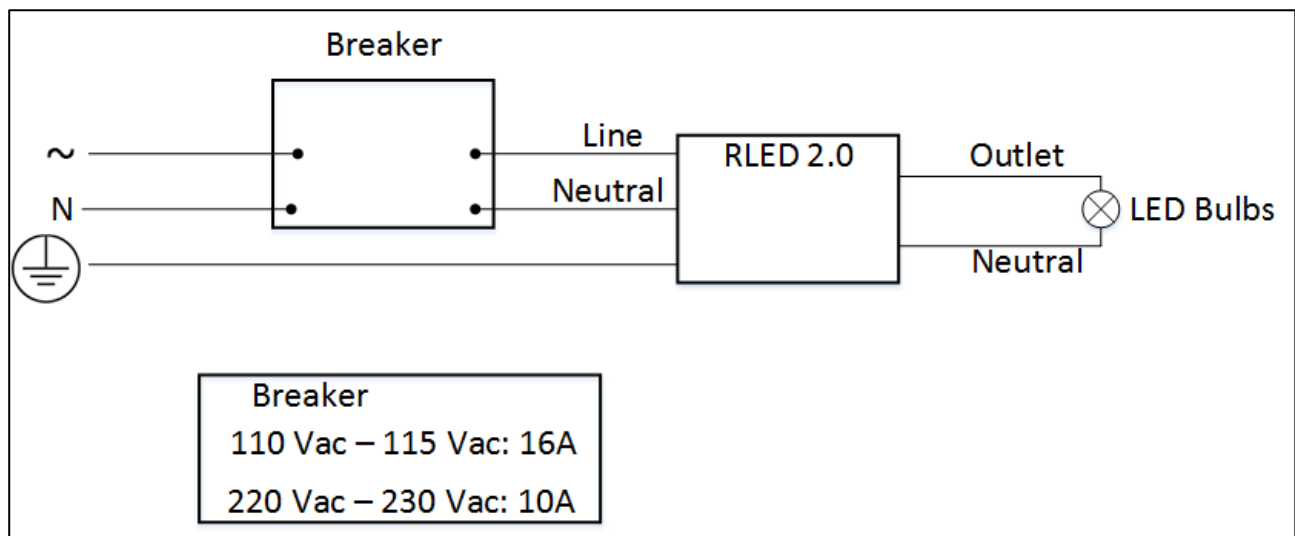 Breaker
~
Line
RLED 2.0
Outlet
N
Neutral
LED Bulbs
Neutral
Breaker
110 Vac – 115 Vac: 16A
220 Vac – 230 Vac: 10A